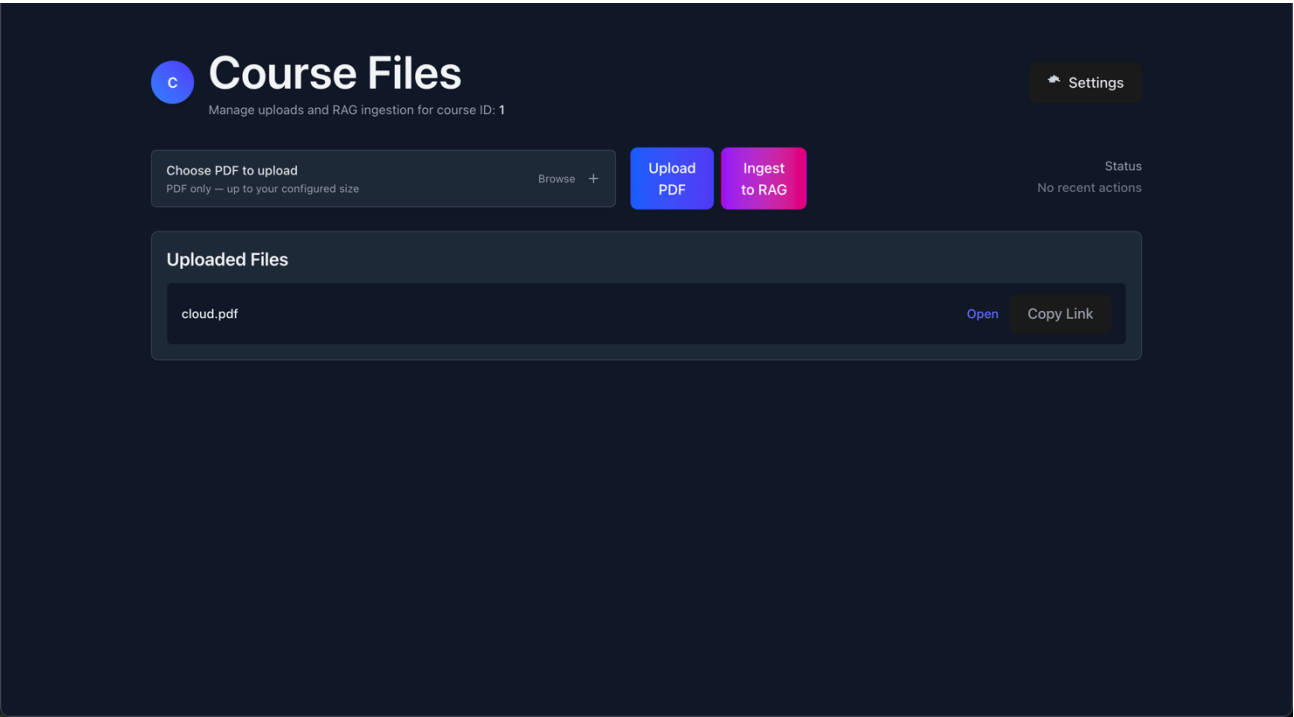 C
Course Files
Manage uploads and RAG ingestion for course ID: 1
Settings
Choose PDF to upload
PDF only — up to your configured size
Browse +
Upload
PDF
Ingest
to RAG
Status
No recent actions
Uploaded Files
cloud.pdf
Open
Copy Link